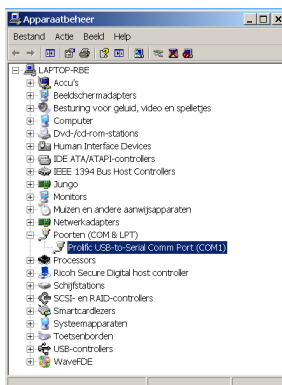 Apparaatbeheer
Bestand Actie Beeld Help
LAPTOP-RBE
Accu's
Beeldschermadapters
Besturing voor geluid, video en spelletjes
Computer
Dvd-/cd-rom-stations
Human Interface Devices
IDE ATA/ATAPI-controllers
IEEE 1394 Bus Host Controllers
Jungo
Monitors
Muizen en andere aanwijsapparaten
Netwerkadapters
Poorten (COM & LPT)
Prolific USB-to-Serial Comm Port (COM1)
Processors
Ricoh Secure Digital host controller
Schijfstations
SCSI- en RAID-controllers
Smartcardlezers
Systeemapparaten
Toetsenborden
USB-controllers
WaveFDE